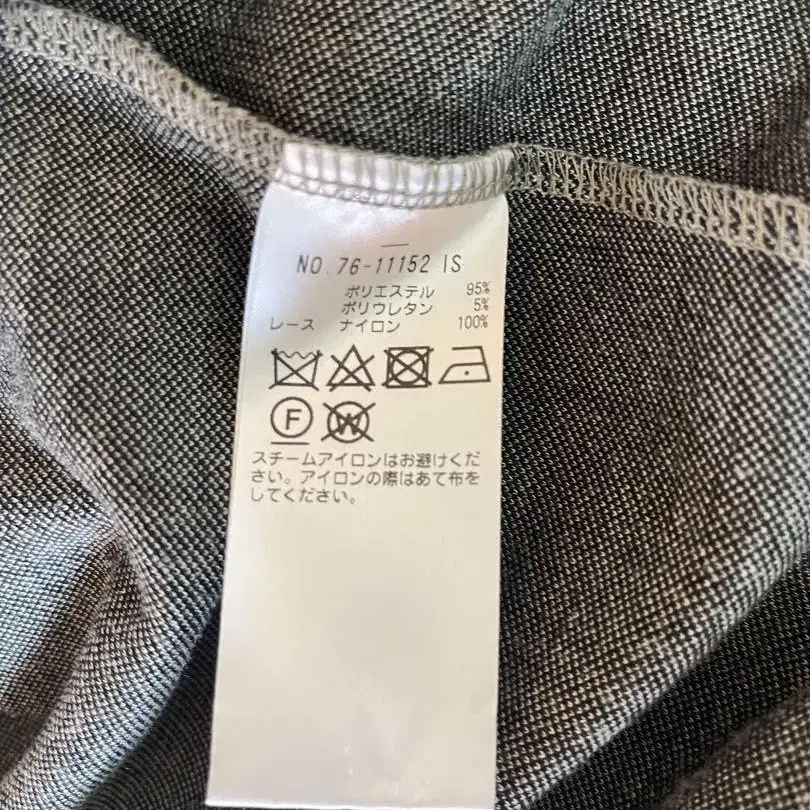 NO. 76-11152 IS
ポリエステル 95%
ポリウレタン 5%
レース ナイロン 100%
F W
スチームアイロンはお避けくだ
さい。アイロンの際はあて布を
してください。